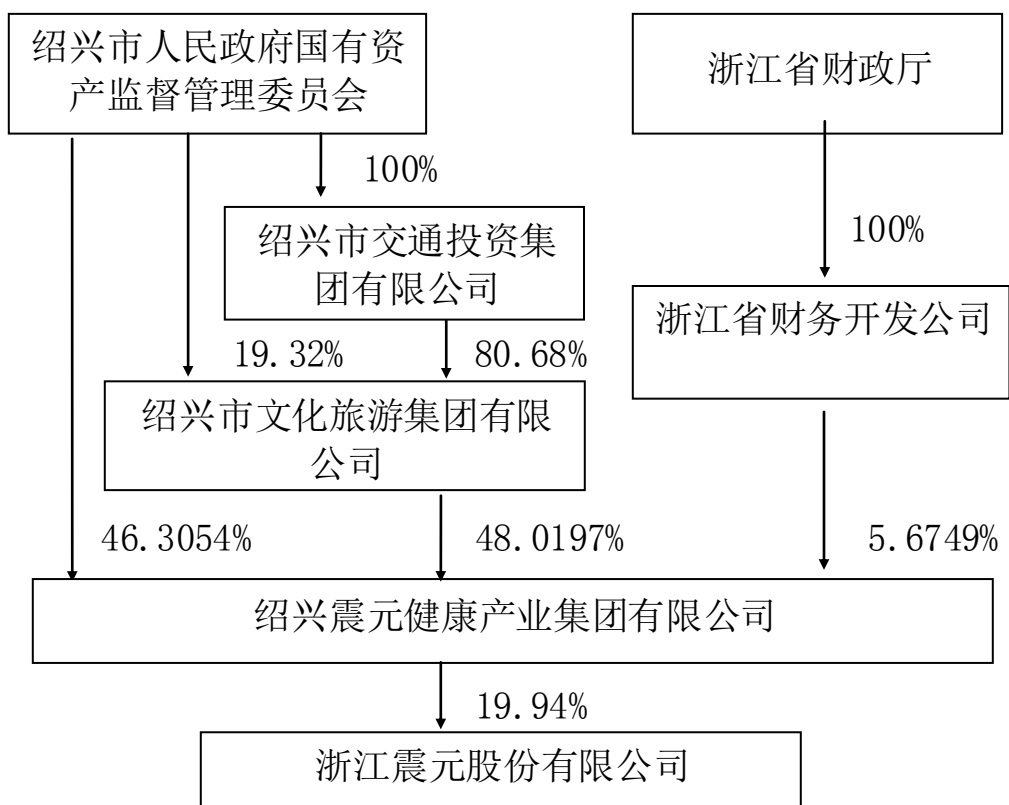 绍兴市人民政府国有资
产监督管理委员会
浙江省财政厅
100%
绍兴市交通投资集
团有限公司
100%
浙江省财务开发公司
19.32%
80.68%
绍兴市文化旅游集团有限
公司
46.3054%
48.0197%
5.6749%
绍兴震元健康产业集团有限公司
19.94%
浙江震元股份有限公司